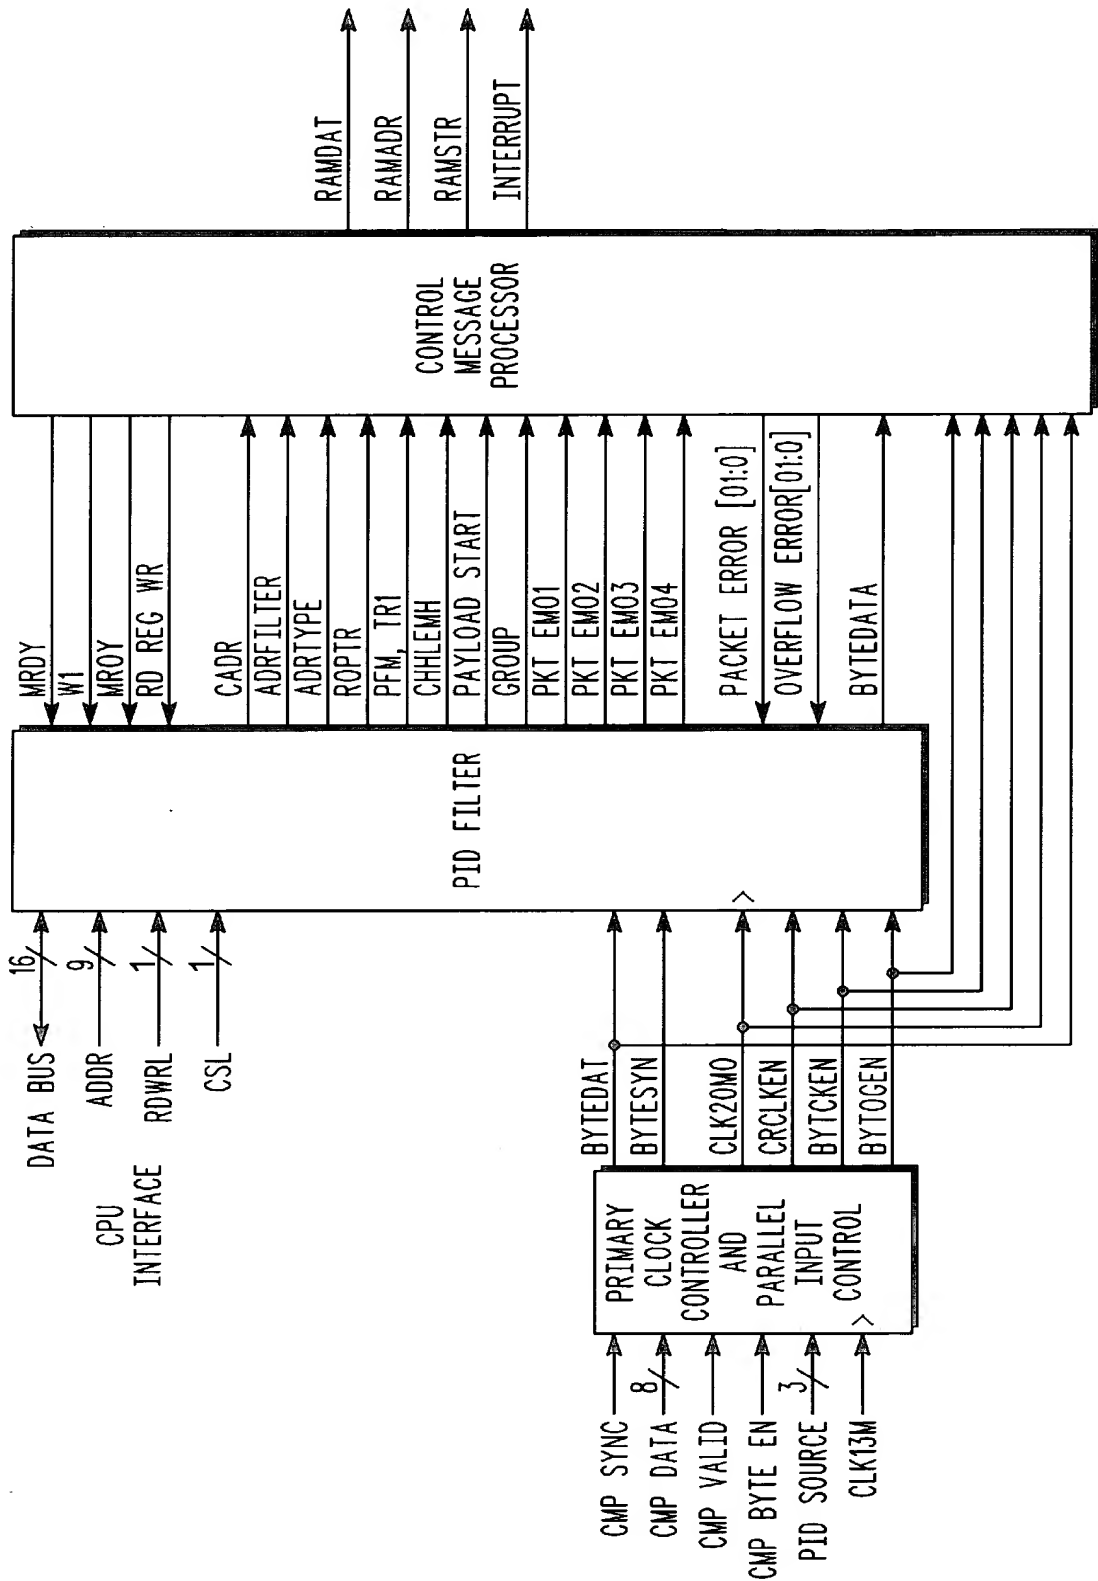 DATA BUS
16
ADDR
9
CPU
INTERFACE
RDWRL
1
CSL
1
CMP SYNC
CMP DATA
8
CMP VALID
CMP BYTE EN
PID SOURCE
3
CLK13M
PRIMARY
CLOCK
CONTROLLER
AND
PARALLEL
INPUT
CONTROL
BYTEDAT
BYTESYN
CLK20MO
CRCLKEN
BYTCKEN
BYTOGEN
PID FILTER
MRDY
W1
MROY
RD REG WR
CADR
ADRFILTER
ADRTYPE
ROPTR
PFM, TR1
CHHLEMH
PAYLOAD START
GROUP
PKT EMO1
PKT EMO2
PKT EMO3
PKT EMO4
PACKET ERROR [01:0]
OVERFLOW ERROR[01:0]
BYTEDATA
CONTROL
MESSAGE
PROCESSOR
RAMDAT
RAMADR
RAMSTR
INTERRUPT